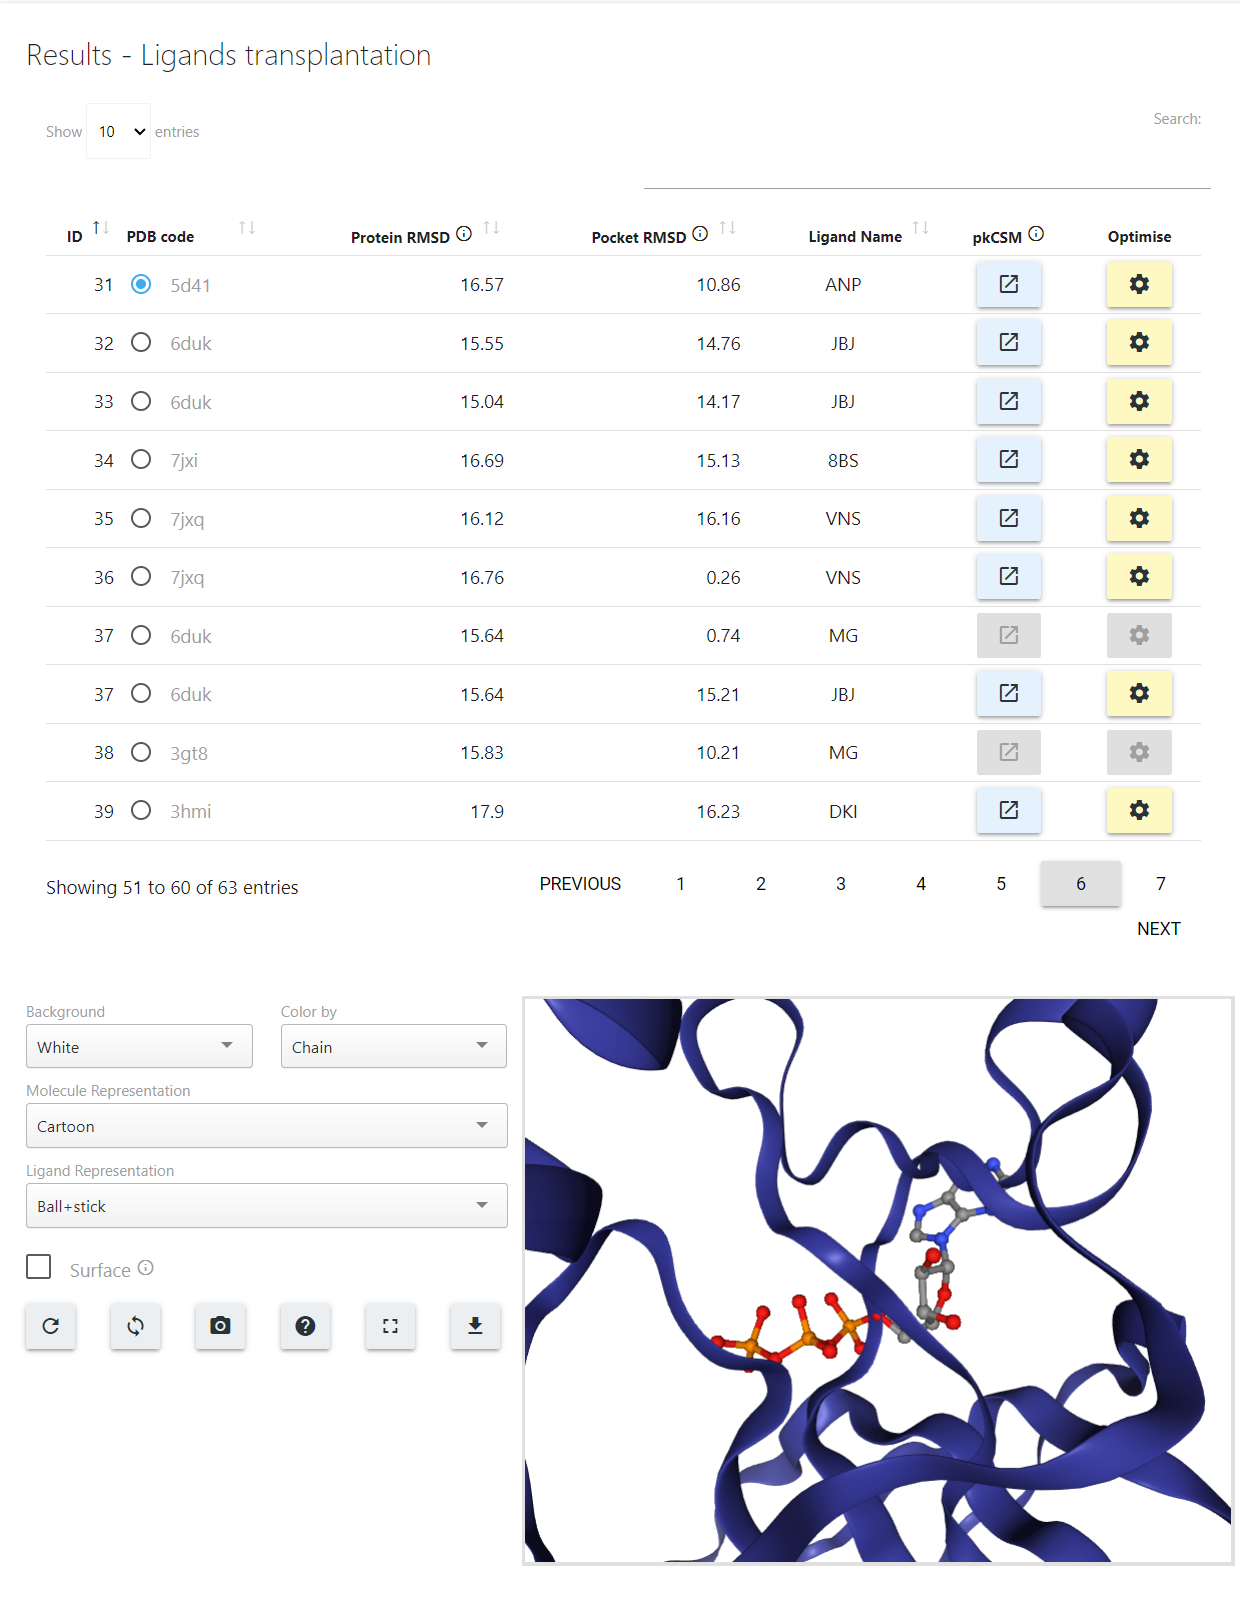 Results - Ligands transplantation
Show 10 entries
Search:
ID PDB code Protein RMSD Pocket RMSD Ligand Name pkCSM Optimise
31 5d41 16.57 10.86 ANP
32 6duk 15.55 14.76 JBJ
33 6duk 15.04 14.17 JBJ
34 7jxi 16.69 15.13 8BS
35 7jxq 16.12 16.16 VNS
36 7jxq 16.76 0.26 VNS
37 6duk 15.64 0.74 MG
37 6duk 15.64 15.21 JBJ
38 3gt8 15.83 10.21 MG
39 3hmi 17.9 16.23 DKI
Showing 51 to 60 of 63 entries
PREVIOUS 1 2 3 4 5 6 7
NEXT
Background Color by
White Chain
Molecule Representation
Cartoon
Ligand Representation
Ball+stick
Surface